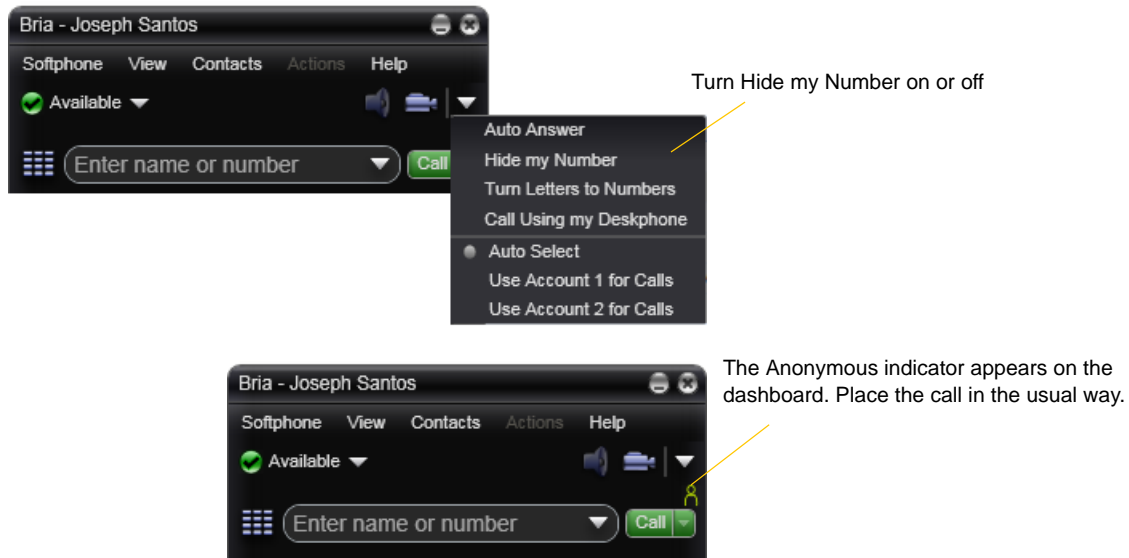 Bria - Joseph Santos
Softphone View Contacts Actions Help
Available
Enter name or number
Call
Turn Hide my Number on or off
Auto Answer
Hide my Number
Turn Letters to Numbers
Call Using my Deskphone
Auto Select
Use Account 1 for Calls
Use Account 2 for Calls
Bria - Joseph Santos
Softphone View Contacts Actions Help
Available
Enter name or number
Call
The Anonymous indicator appears on the
dashboard. Place the call in the usual way.